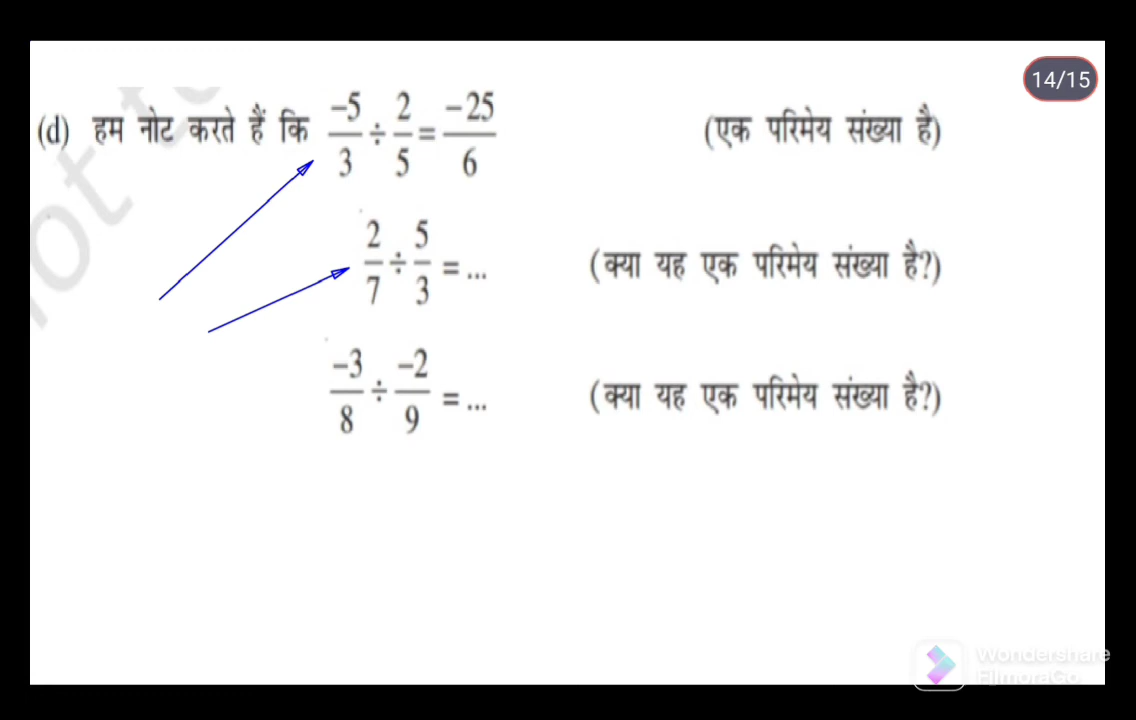 14/15
(d) हम नोट करते हैं कि −5/3 ÷ 2/5 = −25/6 (एक परिमेय संख्या है)
2/7 ÷ 5/3 = ... (क्या यह एक परिमेय संख्या है?)
−3/8 ÷ −2/9 = ... (क्या यह एक परिमेय संख्या है?)
Wondershare
FilmoraGo